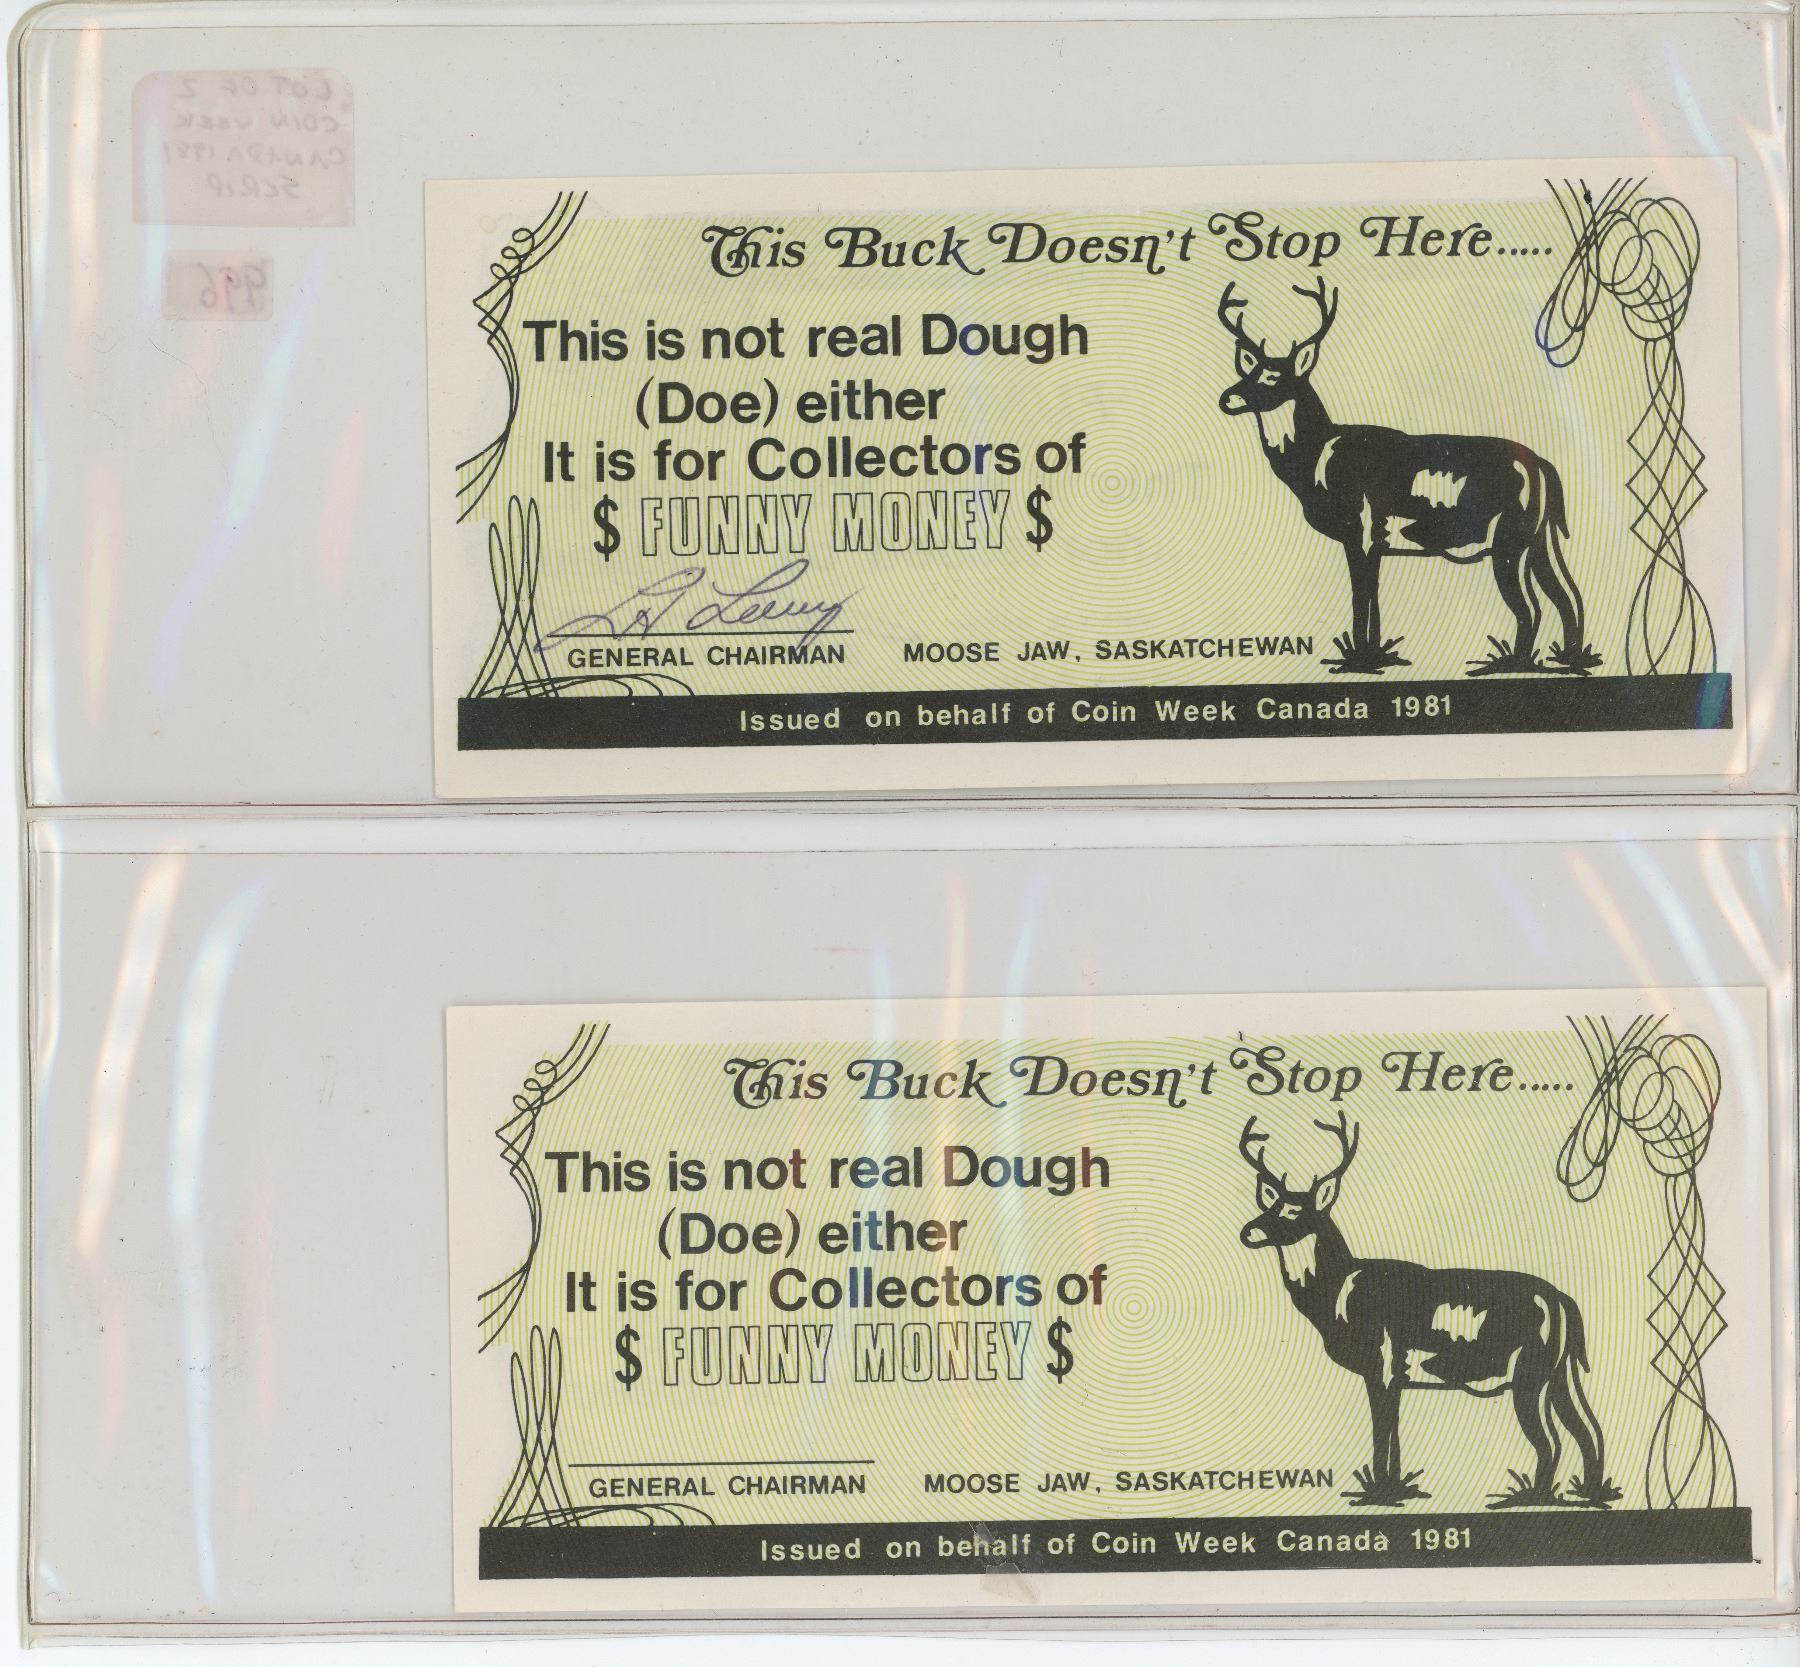 LOT OF 2
COIN WEEK
CANADA 1981
SCRIP
996
This Buck Doesn't Stop Here.....
This is not real Dough
(Doe) either
It is for Collectors of
$ FUNNY MONEY $
GENERAL CHAIRMAN MOOSE JAW, SASKATCHEWAN
Issued on behalf of Coin Week Canada 1981
This Buck Doesn't Stop Here.....
This is not real Dough
(Doe) either
It is for Collectors of
$ FUNNY MONEY $
GENERAL CHAIRMAN MOOSE JAW, SASKATCHEWAN
Issued on behalf of Coin Week Canada 1981